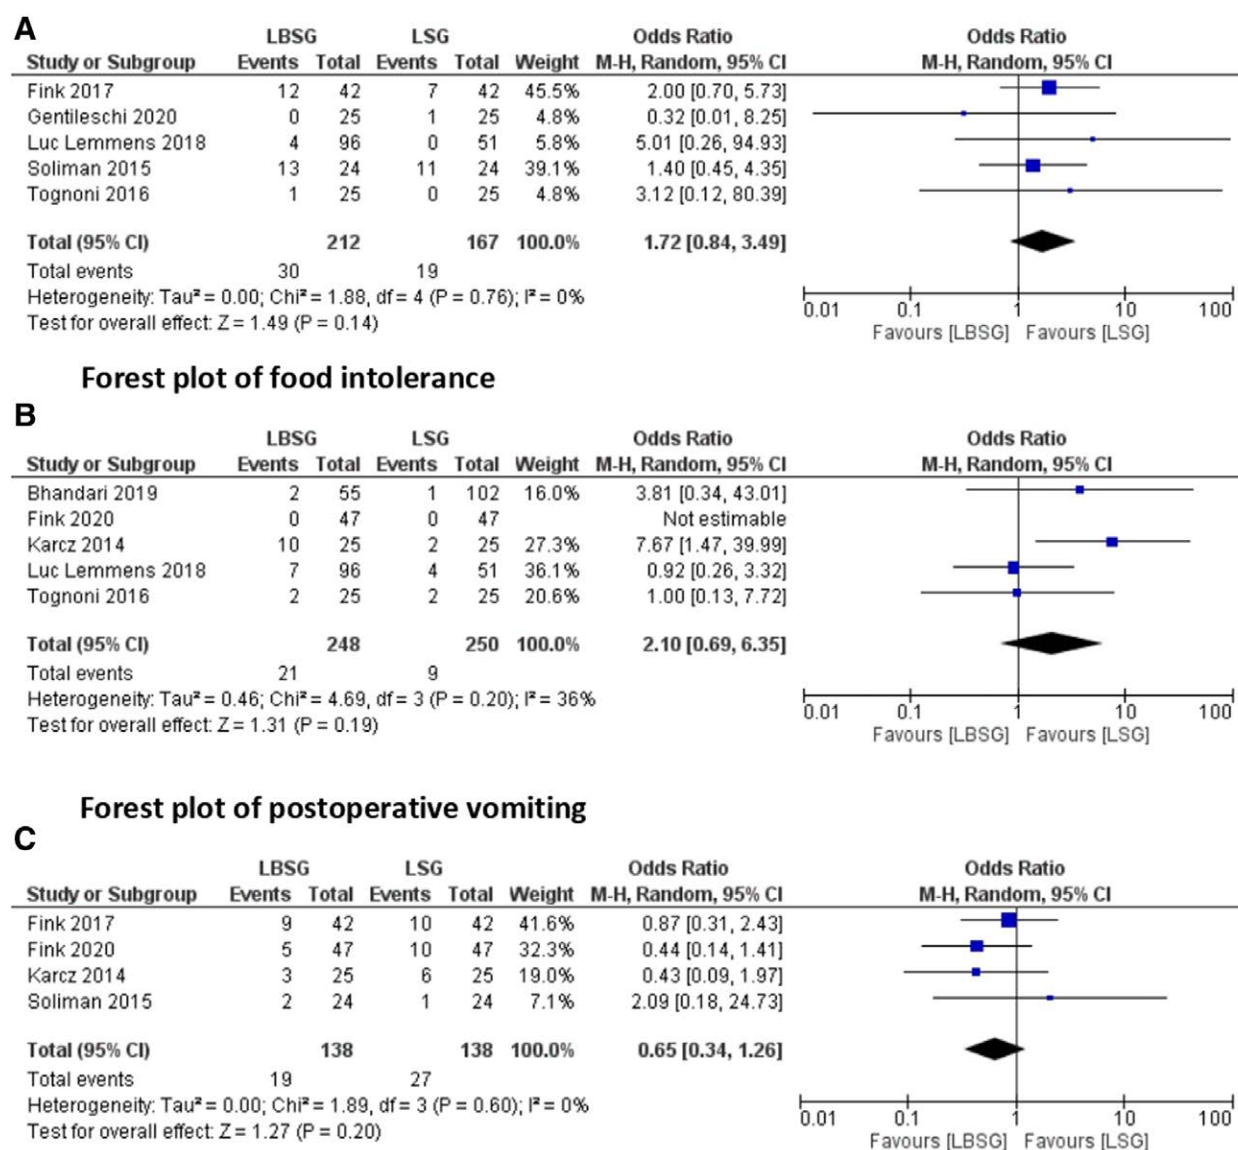 A
LBSG LSG Odds Ratio Odds Ratio
Study or Subgroup Events Total Events Total Weight M-H, Random, 95% CI M-H, Random, 95% CI
Fink 2017 12 42 7 42 45.5% 2.00 [0.70, 5.73]
Gentileschi 2020 0 25 1 25 4.8% 0.32 [0.01, 8.25]
Luc Lemmens 2018 4 96 0 51 5.8% 5.01 [0.26, 94.93]
Soliman 2015 13 24 11 24 39.1% 1.40 [0.45, 4.35]
Tognoni 2016 1 25 0 25 4.8% 3.12 [0.12, 80.39]
Total (95% CI) 212 167 100.0% 1.72 [0.84, 3.49]
Total events 30 19
Heterogeneity: Tau² = 0.00; Chi² = 1.88, df = 4 (P = 0.76); I² = 0%
Test for overall effect: Z = 1.49 (P = 0.14)
0.01 0.1 1 10 100
Favours [LBSG] Favours [LSG]
Forest plot of food intolerance
B
LBSG LSG Odds Ratio Odds Ratio
Study or Subgroup Events Total Events Total Weight M-H, Random, 95% CI M-H, Random, 95% CI
Bhandari 2019 2 55 1 102 16.0% 3.81 [0.34, 43.01]
Fink 2020 0 47 0 47 Not estimable
Karcz 2014 10 25 2 25 27.3% 7.67 [1.47, 39.99]
Luc Lemmens 2018 7 96 4 51 36.1% 0.92 [0.26, 3.32]
Tognoni 2016 2 25 2 25 20.6% 1.00 [0.13, 7.72]
Total (95% CI) 248 250 100.0% 2.10 [0.69, 6.35]
Total events 21 9
Heterogeneity: Tau² = 0.46; Chi² = 4.69, df = 3 (P = 0.20); I² = 36%
Test for overall effect: Z = 1.31 (P = 0.19)
0.01 0.1 1 10 100
Favours [LBSG] Favours [LSG]
Forest plot of postoperative vomiting
C
LBSG LSG Odds Ratio Odds Ratio
Study or Subgroup Events Total Events Total Weight M-H, Random, 95% CI M-H, Random, 95% CI
Fink 2017 9 42 10 42 41.6% 0.87 [0.31, 2.43]
Fink 2020 5 47 10 47 32.3% 0.44 [0.14, 1.41]
Karcz 2014 3 25 6 25 19.0% 0.43 [0.09, 1.97]
Soliman 2015 2 24 1 24 7.1% 2.09 [0.18, 24.73]
Total (95% CI) 138 138 100.0% 0.65 [0.34, 1.26]
Total events 19 27
Heterogeneity: Tau² = 0.00; Chi² = 1.89, df = 3 (P = 0.60); I² = 0%
Test for overall effect: Z = 1.27 (P = 0.20)
0.01 0.1 1 10 100
Favours [LBSG] Favours [LSG]